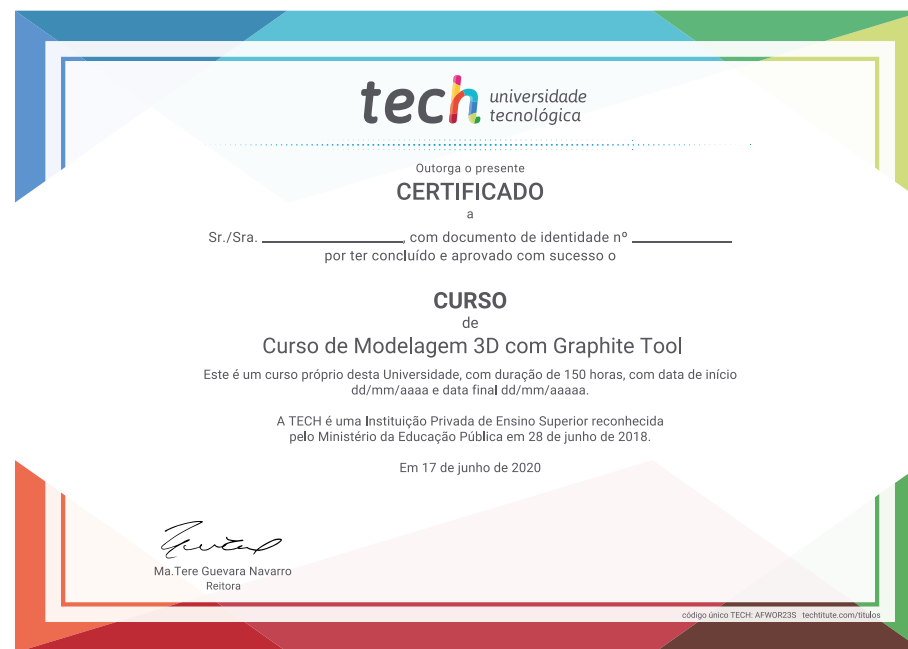 tech universidade
tecnológica
Outorga o presente
CERTIFICADO
a
Sr./Sra. ____________, com documento de identidade nº ____________
por ter concluído e aprovado com sucesso o
CURSO
de
Curso de Modelagem 3D com Graphite Tool
Este é um curso próprio desta Universidade, com duração de 150 horas, com data de início
dd/mm/aaaa e data final dd/mm/aaaaa.
A TECH é uma Instituição Privada de Ensino Superior reconhecida
pelo Ministério da Educação Pública em 28 de junho de 2018.
Em 17 de junho de 2020
Ma.Tere Guevara Navarro
Reitora
código único TECH: AFWOR23S techtitute.com/titulos